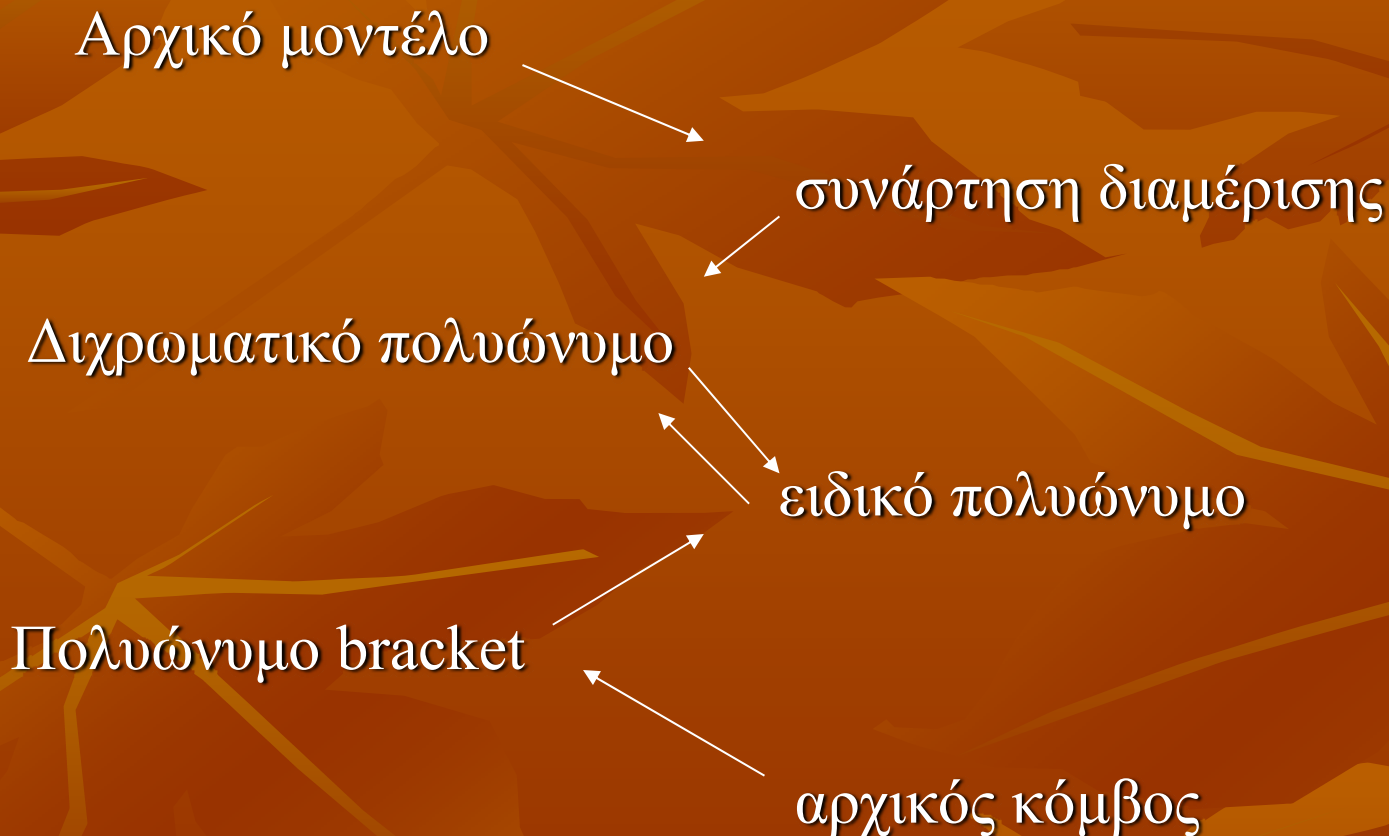 Αρχικό μοντέλο
συνάρτηση διαμέρισης
Διχρωματικό πολυώνυμο
ειδικό πολυώνυμο
Πολυώνυμο bracket
αρχικός κόμβος